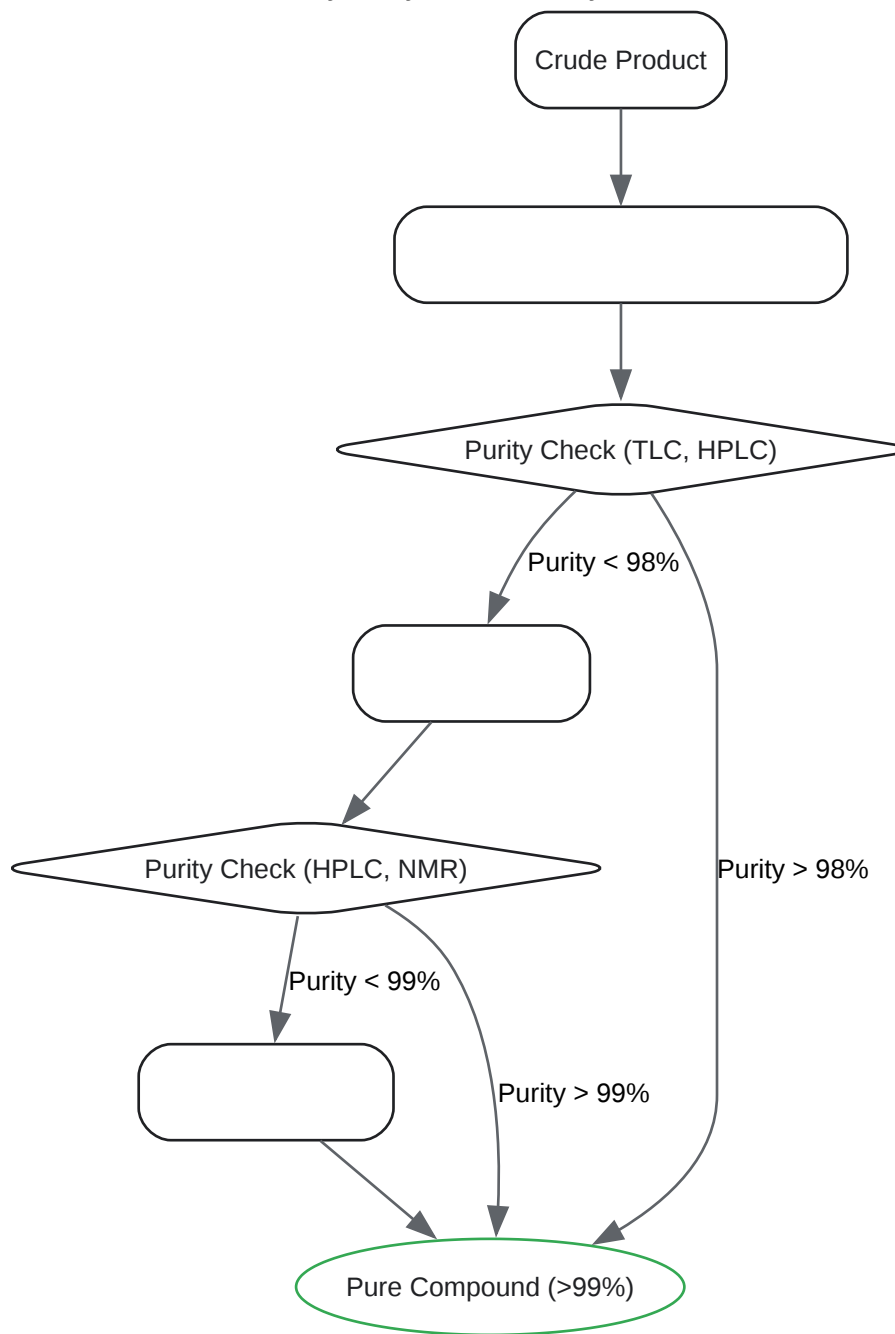 Crude Product
Purity Check (TLC, HPLC)
Purity < 98%
Purity Check (HPLC, NMR)
Purity > 98%
Purity < 99%
Purity > 99%
Pure Compound (>99%)